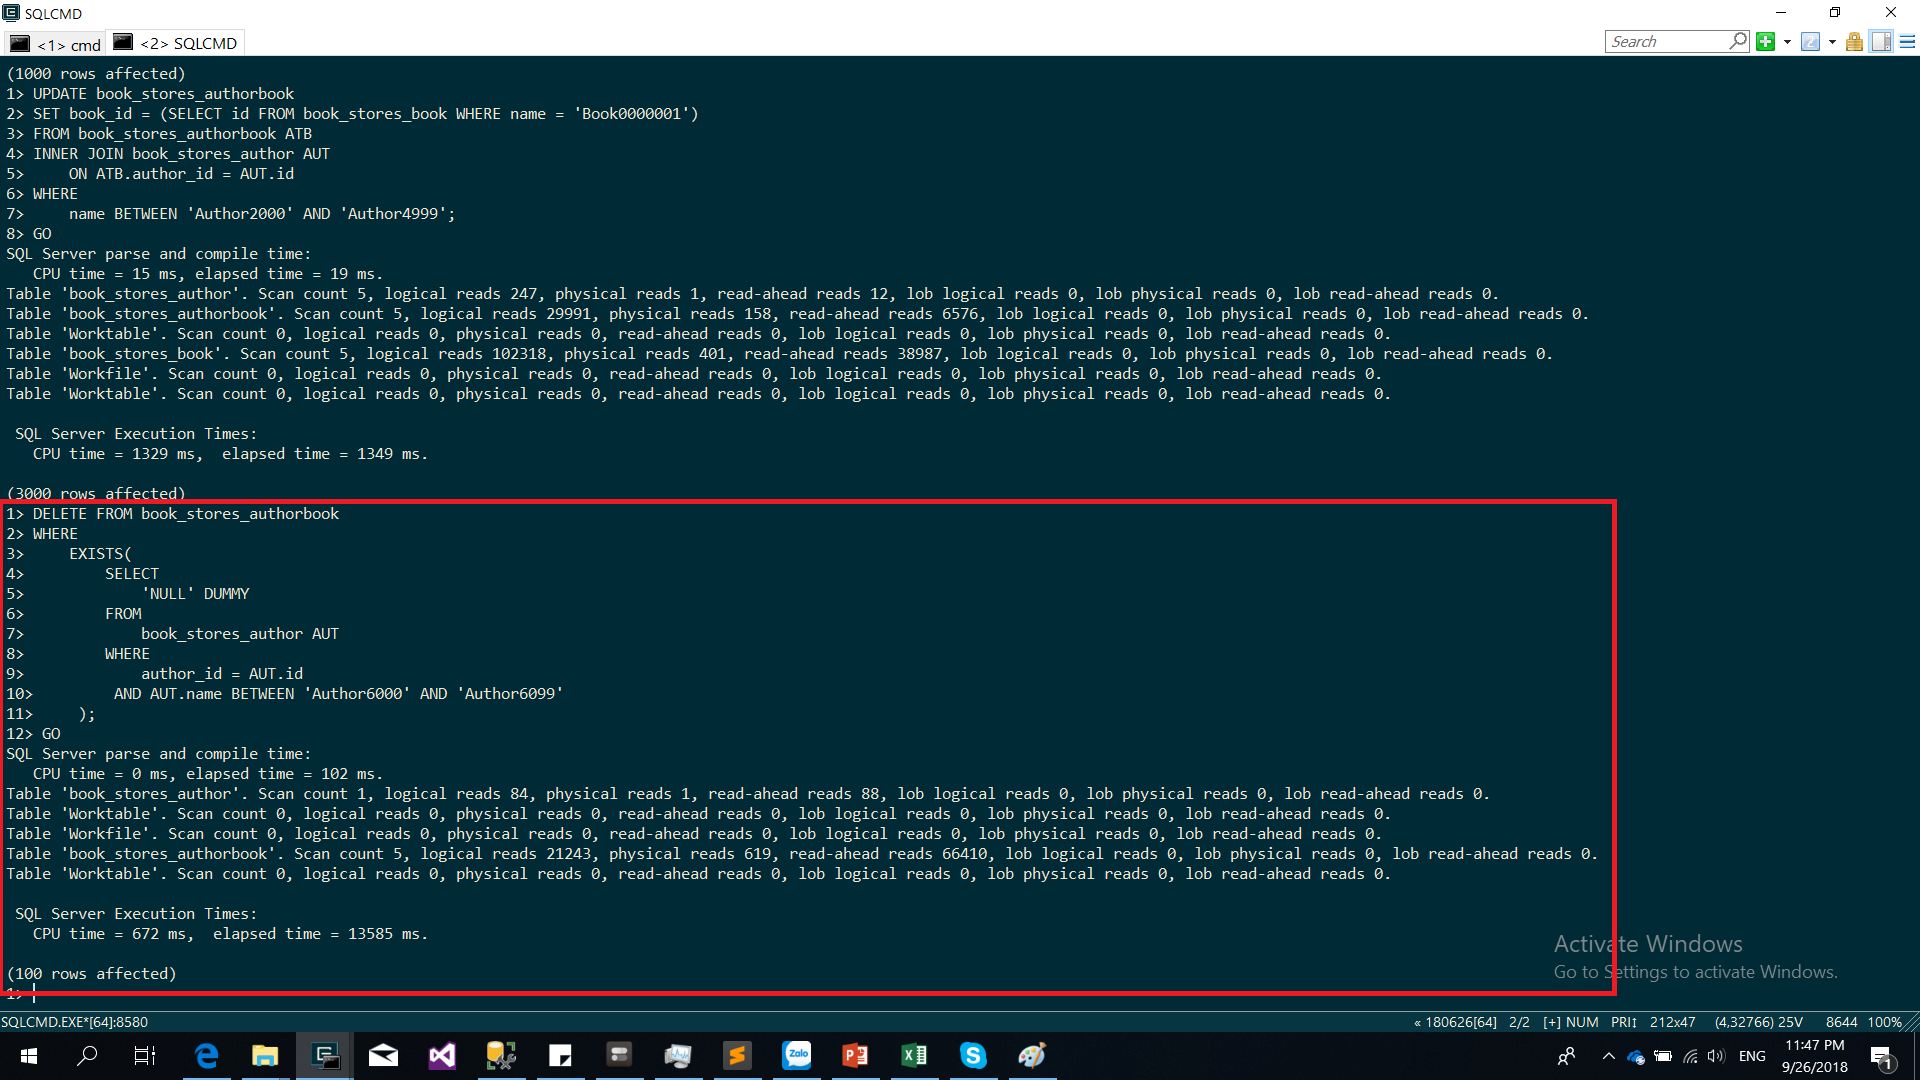 SQLCMD
<1> cmd
<2> SQLCMD
Search
(1000 rows affected)
1> UPDATE book_stores_authorbook
2> SET book_id = (SELECT id FROM book_stores_book WHERE name = 'Book0000001')
3> FROM book_stores_authorbook ATB
4> INNER JOIN book_stores_author AUT
5>     ON ATB.author_id = AUT.id
6> WHERE
7>     name BETWEEN 'Author2000' AND 'Author4999';
8> GO
SQL Server parse and compile time:
   CPU time = 15 ms, elapsed time = 19 ms.
Table 'book_stores_author'. Scan count 5, logical reads 247, physical reads 1, read-ahead reads 12, lob logical reads 0, lob physical reads 0, lob read-ahead reads 0.
Table 'book_stores_authorbook'. Scan count 5, logical reads 29991, physical reads 158, read-ahead reads 6576, lob logical reads 0, lob physical reads 0, lob read-ahead reads 0.
Table 'Worktable'. Scan count 0, logical reads 0, physical reads 0, read-ahead reads 0, lob logical reads 0, lob physical reads 0, lob read-ahead reads 0.
Table 'book_stores_book'. Scan count 5, logical reads 102318, physical reads 401, read-ahead reads 38987, lob logical reads 0, lob physical reads 0, lob read-ahead reads 0.
Table 'Workfile'. Scan count 0, logical reads 0, physical reads 0, read-ahead reads 0, lob logical reads 0, lob physical reads 0, lob read-ahead reads 0.
Table 'Worktable'. Scan count 0, logical reads 0, physical reads 0, read-ahead reads 0, lob logical reads 0, lob physical reads 0, lob read-ahead reads 0.
 SQL Server Execution Times:
   CPU time = 1329 ms,  elapsed time = 1349 ms.
(3000 rows affected)
1> DELETE FROM book_stores_authorbook
2> WHERE
3>     EXISTS(
4>         SELECT
5>             'NULL' DUMMY
6>         FROM
7>             book_stores_author AUT
8>         WHERE
9>             author_id = AUT.id
10>         AND AUT.name BETWEEN 'Author6000' AND 'Author6099'
11>     );
12> GO
SQL Server parse and compile time:
   CPU time = 0 ms, elapsed time = 102 ms.
Table 'book_stores_author'. Scan count 1, logical reads 84, physical reads 1, read-ahead reads 88, lob logical reads 0, lob physical reads 0, lob read-ahead reads 0.
Table 'Worktable'. Scan count 0, logical reads 0, physical reads 0, read-ahead reads 0, lob logical reads 0, lob physical reads 0, lob read-ahead reads 0.
Table 'Workfile'. Scan count 0, logical reads 0, physical reads 0, read-ahead reads 0, lob logical reads 0, lob physical reads 0, lob read-ahead reads 0.
Table 'book_stores_authorbook'. Scan count 5, logical reads 21243, physical reads 619, read-ahead reads 66410, lob logical reads 0, lob physical reads 0, lob read-ahead reads 0.
Table 'Worktable'. Scan count 0, logical reads 0, physical reads 0, read-ahead reads 0, lob logical reads 0, lob physical reads 0, lob read-ahead reads 0.
 SQL Server Execution Times:
   CPU time = 672 ms,  elapsed time = 13585 ms.
(100 rows affected)
1>
Activate Windows
Go to Settings to activate Windows.
SQLCMD.EXE*[64]:8580
« 180626[64] 2/2 [+] NUM PRI↕ 212x47 (4,32766) 25V 8644 100%
Zalo
ENG
11:47 PM
9/26/2018
1